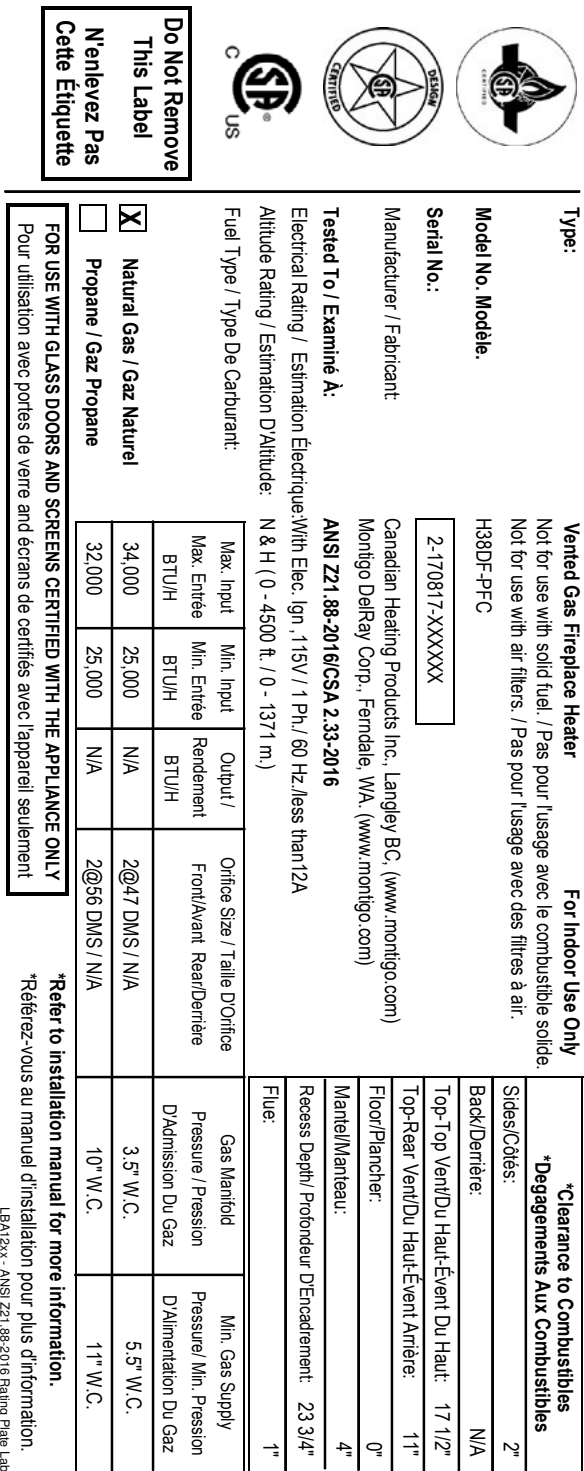 CERTIFIED
DESIGN
CERTIFIED
C US
Do Not Remove
This Label
N'enlevez Pas
Cette Étiquette
Type:
Vented Gas Fireplace Heater
For Indoor Use Only
Not for use with solid fuel. / Pas pour l'usage avec le combustible solide.
Not for use with air filters. / Pas pour l'usage avec des filtres à air.
Model No. Modèle.
H38DF-PFC
Serial No.:
2-170817-XXXXXX
Manufacturer / Fabricant:
Canadian Heating Products Inc., Langley BC, (www.montigo.com)
Montigo DelRay Corp., Ferndale, WA. (www.montigo.com)
Tested To / Examiné À:
ANSI Z21.88-2016/CSA 2.33-2016
Electrical Rating / Estimation Électrique:With Elec. Ign ,115V / 1 Ph./ 60 Hz./less than12A
Altitude Rating / Estimation D'Altitude:
N & H ( 0 - 4500 ft. / 0 - 1371 m.)
*Clearance to Combustibles
*Degagements Aux Combustibles
Sides/Côtés: 2"
Back/Derrière: N/A
Top-Top Vent/Du Haut-Évent Du Haut: 17 1/2"
Top-Rear Vent/Du Haut-Évent Arrière: 11"
Floor/Plancher: 0"
Mantel/Manteau: 4"
Recess Depth/ Profondeur D'Encadrement: 23 3/4"
Flue: 1"
Fuel Type / Type De Carburant:
Max. Input
Max. Entrée
BTU/H
Min. Input
Min. Entrée
BTU/H
Output /
Rendement
BTU/H
Orifice Size / Taille D'Orifice
Front/Avant Rear/Derrière
Gas Manifold
Pressure / Pression
D'Admission Du Gaz
Min. Gas Supply
Pressure/ Min. Pression
D'Alimentation Du Gaz
X Natural Gas / Gaz Naturel 34,000 25,000 N/A 2@47 DMS / N/A 3.5" W.C. 5.5" W.C.
Propane / Gaz Propane 32,000 25,000 N/A 2@56 DMS / N/A 10" W.C. 11" W.C.
FOR USE WITH GLASS DOORS AND SCREENS CERTIFIED WITH THE APPLIANCE ONLY
Pour utilisation avec portes de verre and écrans de certifiés avec l'appareil seulement
*Refer to installation manual for more information.
*Référez-vous au manuel d'installation pour plus d'information.
LBA12xx - ANSI Z21.88-2016 Rating Plate Lab